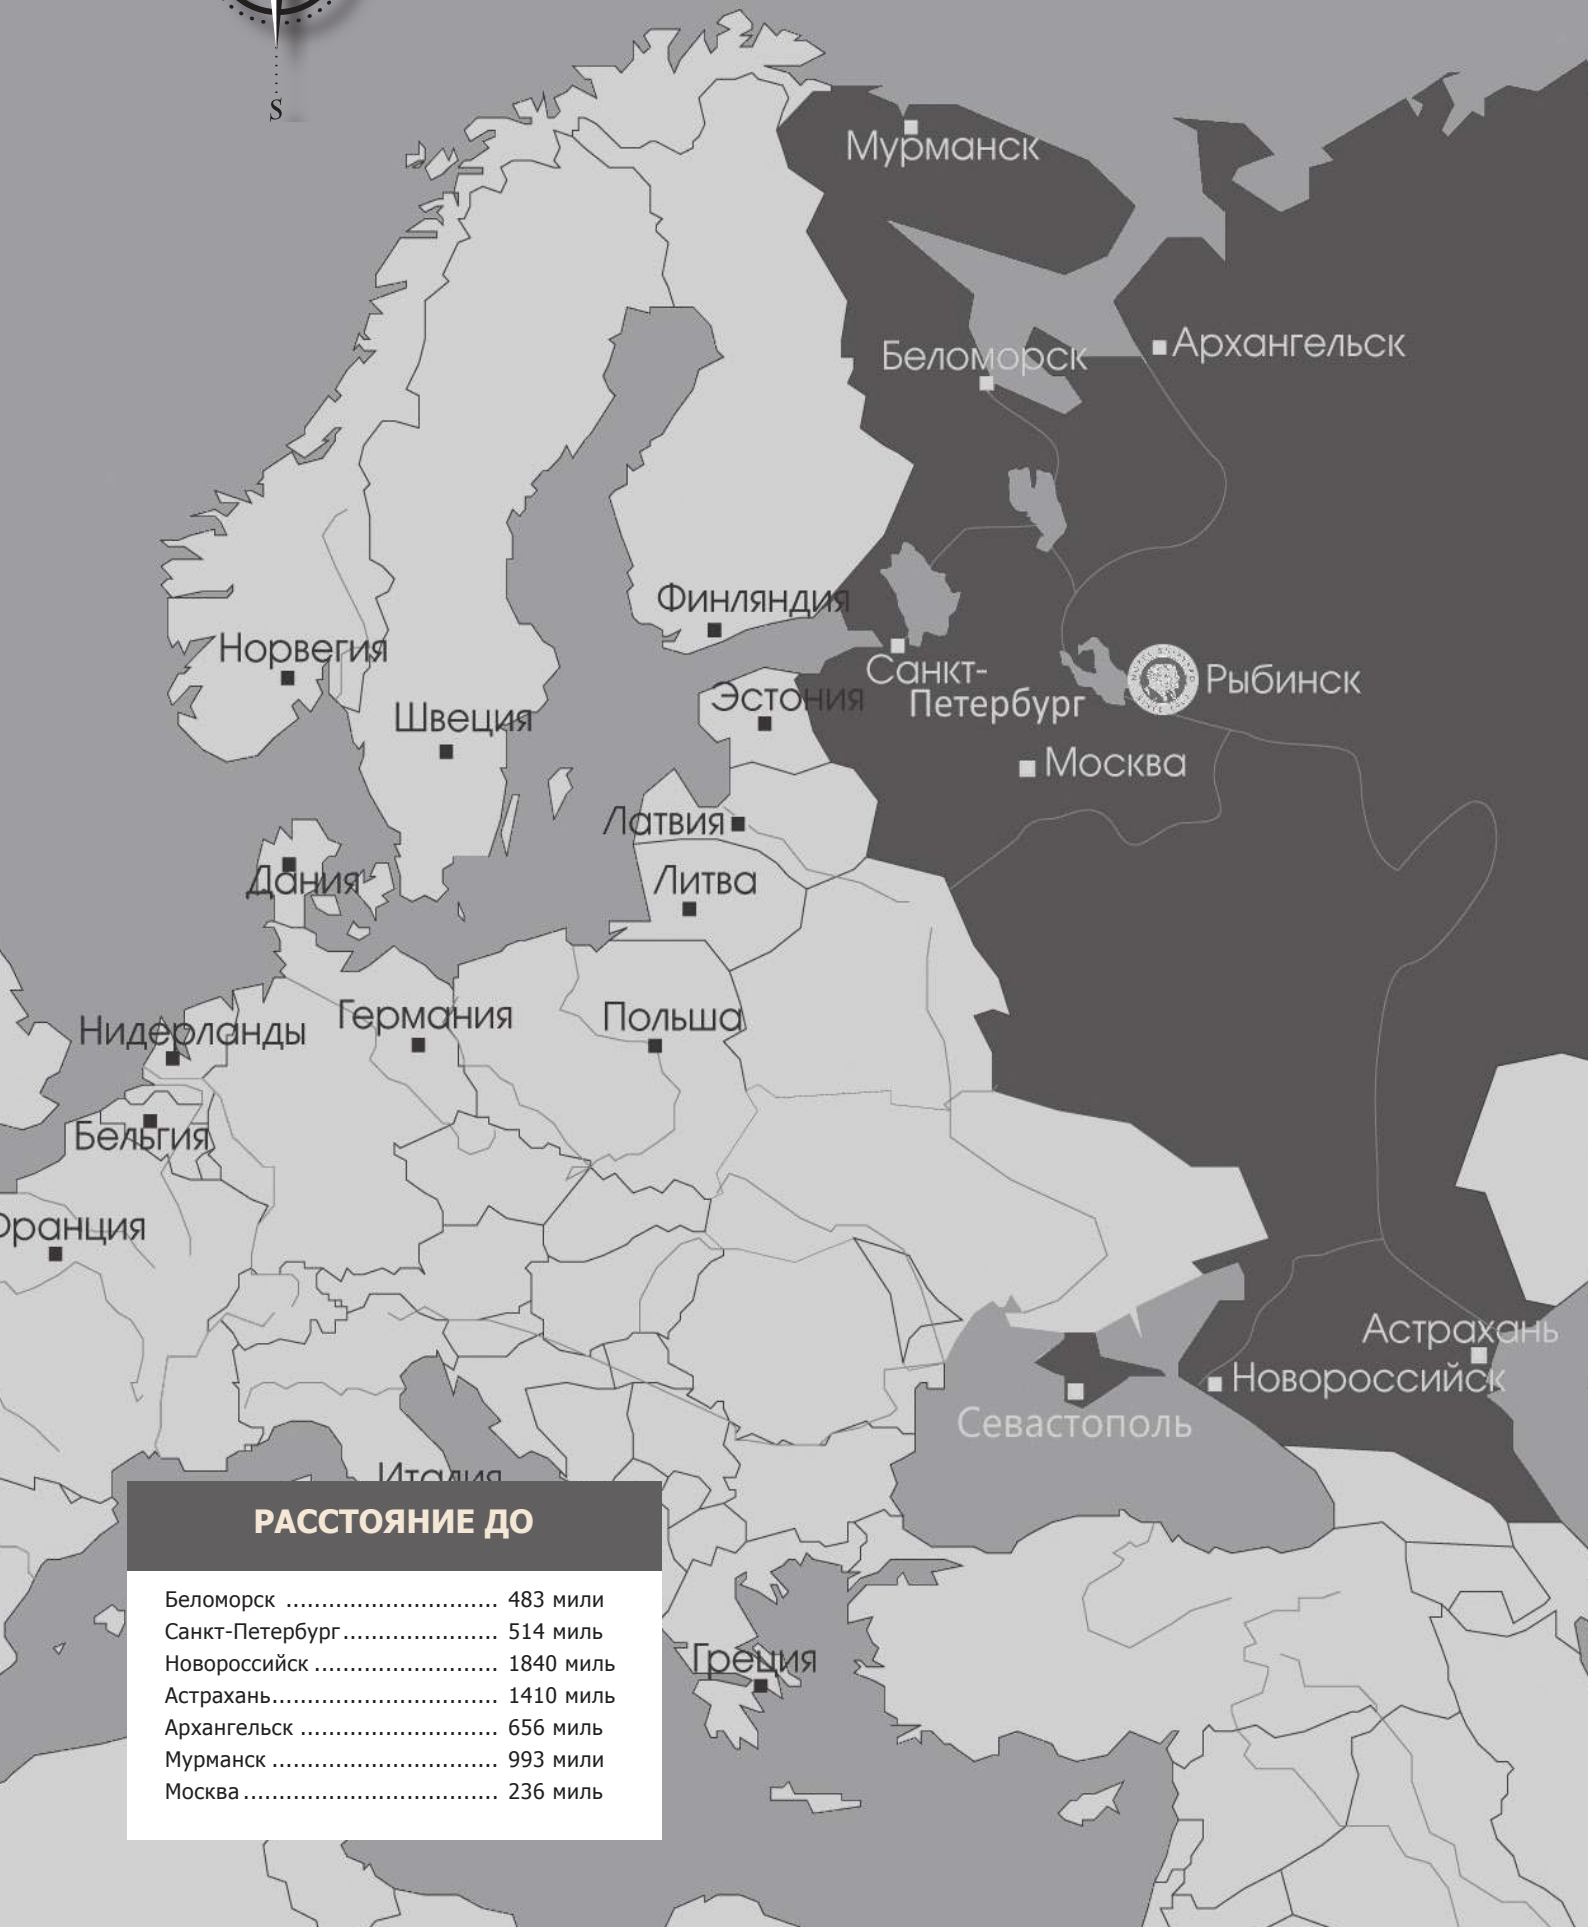 S
Мурманск
Беломорск
Архангельск
Финляндия
Норвегия
Санкт-
Петербург
Рыбинск
Эстония
Швеция
Москва
Латвия
Дания
Литва
Нидерланды
Германия
Польша
Бельгия
Франция
Астрахань
Новороссийск
Севастополь
Италия
РАССТОЯНИЕ ДО
Беломорск .............................. 483 мили
Санкт-Петербург...................... 514 миль
Новороссийск .......................... 1840 миль
Астрахань................................ 1410 миль
Архангельск ............................ 656 миль
Мурманск ................................ 993 мили
Москва.................................... 236 миль
Греция